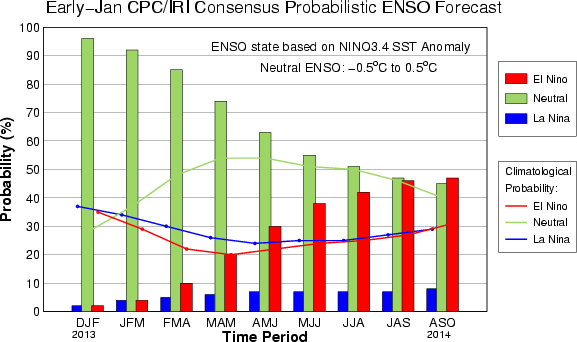 Early-Jan CPC/IRI Consensus Probabilistic ENSO Forecast
ENSO state based on NINO3.4 SST Anomaly
Neutral ENSO: -0.5°C to 0.5°C
Probability (%)
100
90
80
70
60
50
40
30
20
10
0
DJF JFM FMA MAM AMJ MJJ JJA JAS ASO
2013 2014
Time Period
El Nino
Neutral
La Nina
Climatological
Probability:
El Nino
Neutral
La Nina